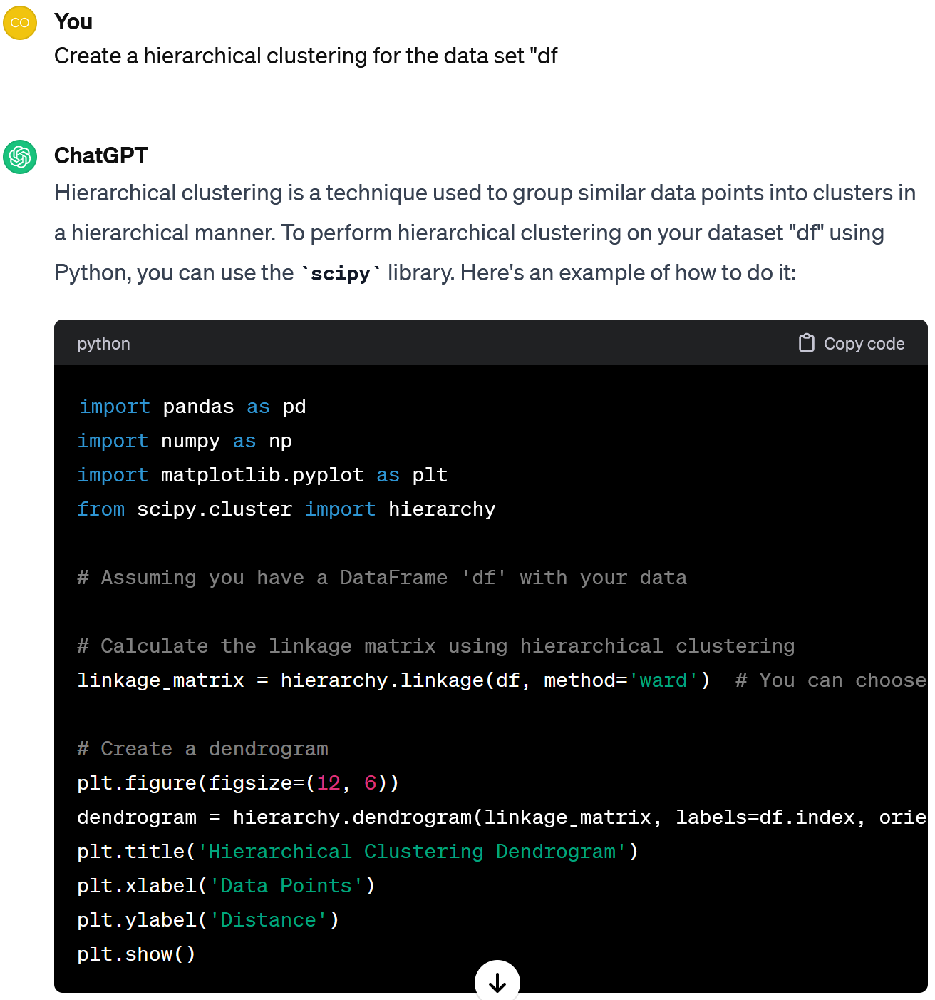 CO
You
Create a hierarchical clustering for the data set "df
ChatGPT
Hierarchical clustering is a technique used to group similar data points into clusters in
a hierarchical manner. To perform hierarchical clustering on your dataset "df" using
Python, you can use the `scipy` library. Here's an example of how to do it:
python
Copy code
import pandas as pd
import numpy as np
import matplotlib.pyplot as plt
from scipy.cluster import hierarchy
# Assuming you have a DataFrame 'df' with your data
# Calculate the linkage matrix using hierarchical clustering
linkage_matrix = hierarchy.linkage(df, method='ward')  # You can choose
# Create a dendrogram
plt.figure(figsize=(12, 6))
dendrogram = hierarchy.dendrogram(linkage_matrix, labels=df.index, orie
plt.title('Hierarchical Clustering Dendrogram')
plt.xlabel('Data Points')
plt.ylabel('Distance')
plt.show()